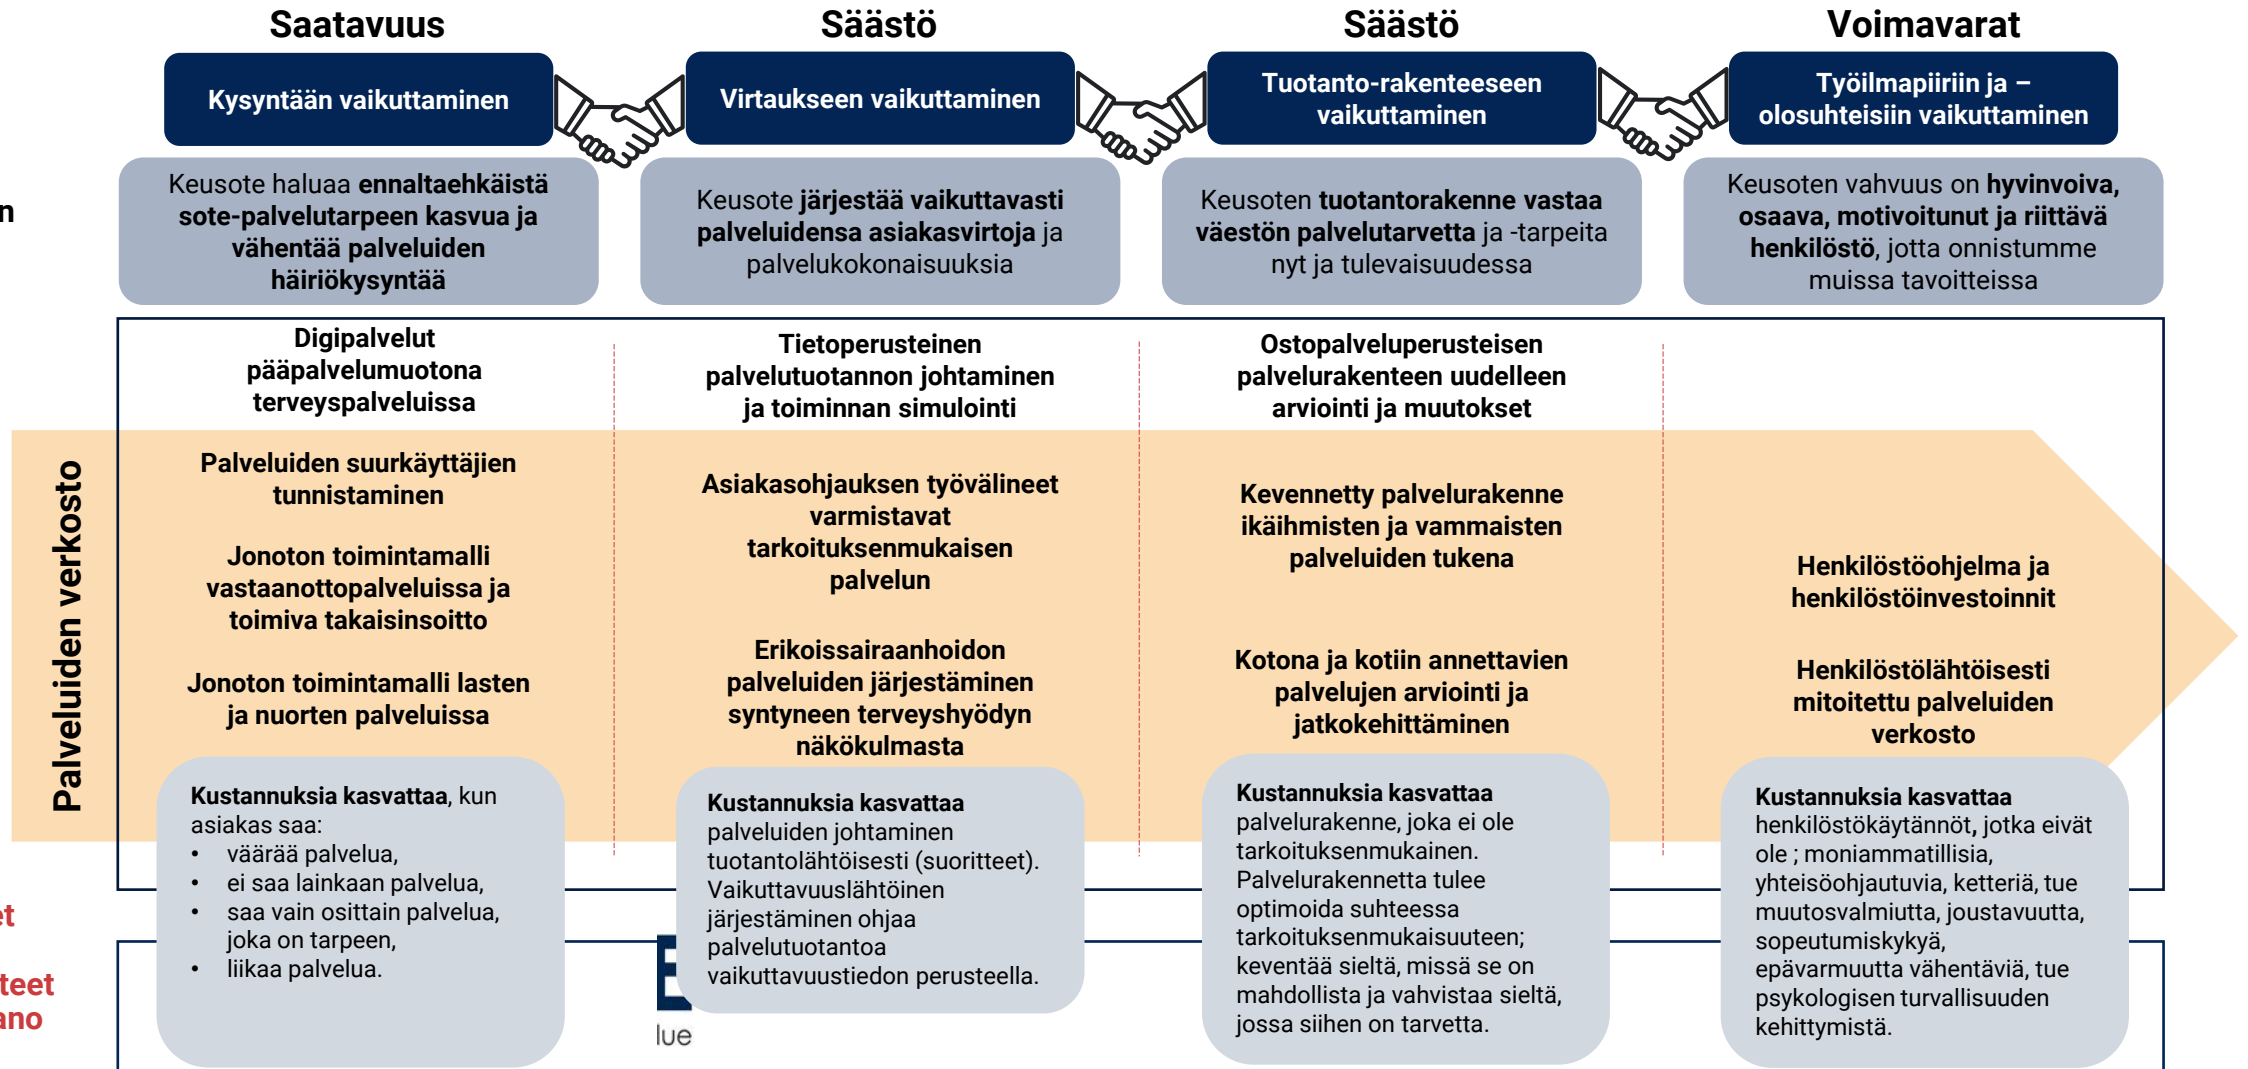 Saatavuus
Kysyntään vaikuttaminen
Keusote haluaa ennaltaehkäistä
sote-palvelutarpeen kasvua ja
vähentää palveluiden
häiriökysyntää
Säästö
Virtaukseen vaikuttaminen
Keusote järjestää vaikuttavasti
palveluidensa asiakasvirtoja ja
palvelukokonaisuuksia
Säästö
Tuotanto-rakenteeseen
vaikuttaminen
Keusoten tuotantorakenne vastaa
väestön palvelutarvetta ja -tarpeita
nyt ja tulevaisuudessa
Voimavarat
Työilmapiiriin ja –
olosuhteisiin vaikuttaminen
Keusoten vahvuus on hyvinvoiva,
osaava, motivoitunut ja riittävä
henkilöstö, jotta onnistumme
muissa tavoitteissa
Palveluiden verkosto
Digipalvelut
pääpalvelumuotona
terveyspalveluissa
Palveluiden suurkäyttäjien
tunnistaminen
Jonoton toimintamalli
vastaanottopalveluissa ja
toimiva takaisinsoitto
Jonoton toimintamalli lasten
ja nuorten palveluissa
Kustannuksia kasvattaa, kun
asiakas saa:
• väärää palvelua,
• ei saa lainkaan palvelua,
• saa vain osittain palvelua,
joka on tarpeen,
• liikaa palvelua.
Tietoperusteinen
palvelutuotannon johtaminen
ja toiminnan simulointi
Asiakasohjauksen työvälineet
varmistavat
tarkoituksenmukaisen
palvelun
Erikoissairaanhoidon
palveluiden järjestäminen
syntyneen terveyshyödyn
näkökulmasta
Kustannuksia kasvattaa
palveluiden johtaminen
tuotantolähtöisesti (suoritteet).
Vaikuttavuuslähtöinen
järjestäminen ohjaa
palvelutuotantoa
vaikuttavuustiedon perusteella.
Ostopalveluperusteisen
palvelurakenteen uudelleen
arviointi ja muutokset
Kevennetty palvelurakenne
ikäihmisten ja vammaisten
palveluiden tukena
Kotona ja kotiin annettavien
palvelujen arviointi ja
jatkokehittäminen
Kustannuksia kasvattaa
palvelurakenne, joka ei ole
tarkoituksenmukainen.
Palvelurakennetta tulee
optimoida suhteessa
tarkoituksenmukaisuuteen;
keventää sieltä, missä se on
mahdollista ja vahvistaa sieltä,
jossa siihen on tarvetta.
Henkilöstöohjelma ja
henkilöstöinvestoinnit
Henkilöstölähtöisesti
mitoitettu palveluiden
verkosto
Kustannuksia kasvattaa
henkilöstökäytännöt, jotka eivät
ole ; moniammatillisia,
yhteisöohjautuvia, ketteriä, tue
muutosvalmiutta, joustavuutta,
sopeutumiskykyä,
epävarmuutta vähentäviä, tue
psykologisen turvallisuuden
kehittymistä.